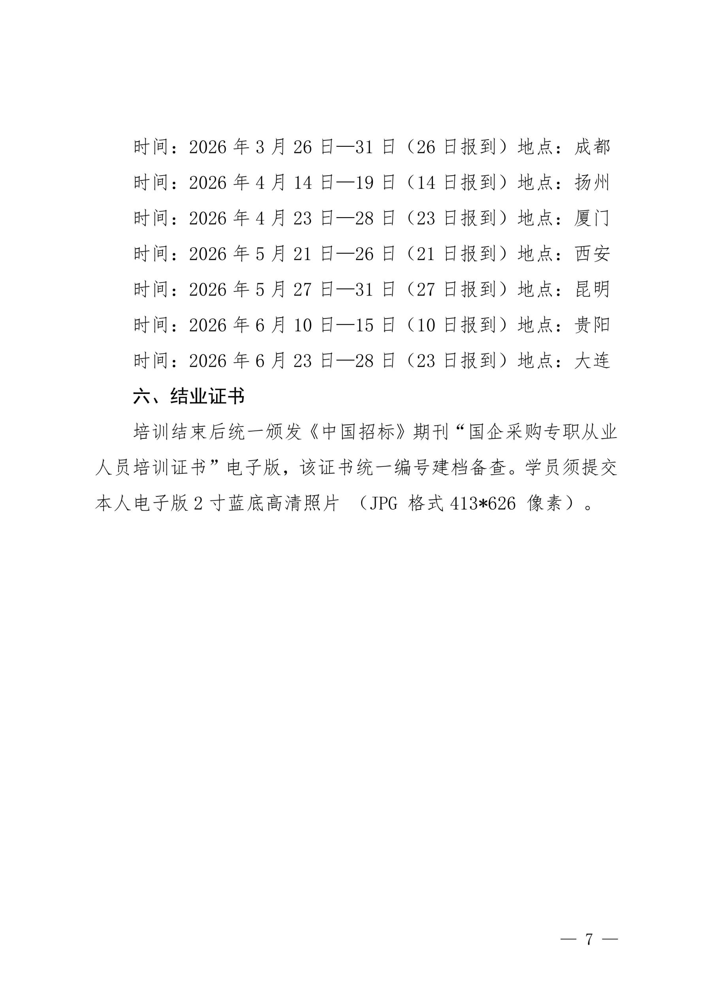 时间：2026 年 3 月 26 日—31 日（26 日报到）地点：成都
时间：2026 年 4 月 14 日—19 日（14 日报到）地点：扬州
时间：2026 年 4 月 23 日—28 日（23 日报到）地点：厦门
时间：2026 年 5 月 21 日—26 日（21 日报到）地点：西安
时间：2026 年 5 月 27 日—31 日（27 日报到）地点：昆明
时间：2026 年 6 月 10 日—15 日（10 日报到）地点：贵阳
时间：2026 年 6 月 23 日—28 日（23 日报到）地点：大连
六、结业证书
培训结束后统一颁发《中国招标》期刊“国企采购专职从业
人员培训证书”电子版，该证书统一编号建档备查。学员须提交
本人电子版 2 寸蓝底高清照片 （JPG 格式 413*626 像素）。
— 7 —